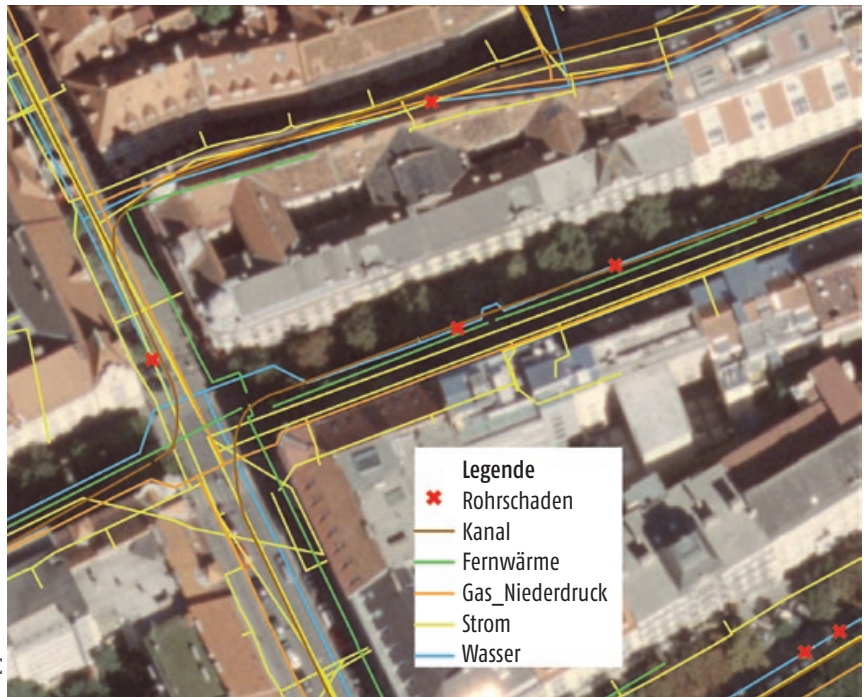 Legende
Rohrschaden
Kanal
Fernwärme
Gas_Niederdruck
Strom
Wasser